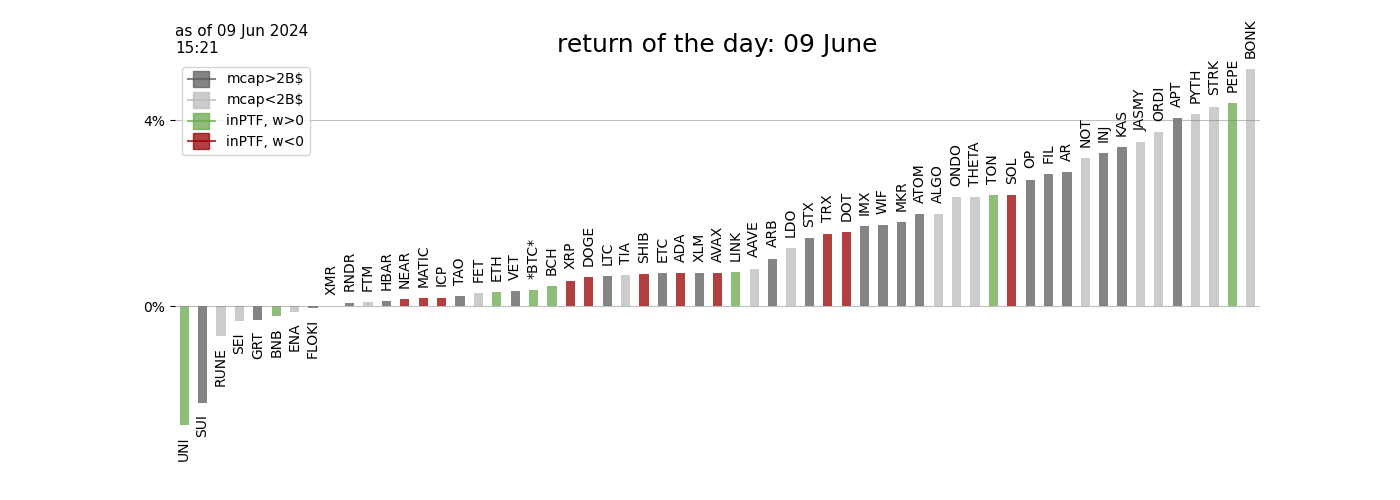 as of 09 Jun 2024
15:21
return of the day: 09 June
mcap>2B$
mcap<2B$
inPTF, w>0
inPTF, w<0
4%
0%
UNI
SUI
RUNE
SEI
GRT
BNB
ENA
FLOKI
XMR
RNDR
FTM
HBAR
NEAR
MATIC
ICP
TAO
FET
ETH
VET
*BTC*
BCH
XRP
DOGE
LTC
TIA
SHIB
ETC
ADA
XLM
AVAX
LINK
AAVE
ARB
LDO
STX
TRX
DOT
IMX
WIF
MKR
ATOM
ALGO
ONDO
THETA
TON
SOL
OP
FIL
AR
NOT
INJ
KAS
JASMY
ORDI
APT
PYTH
STRK
PEPE
BONK